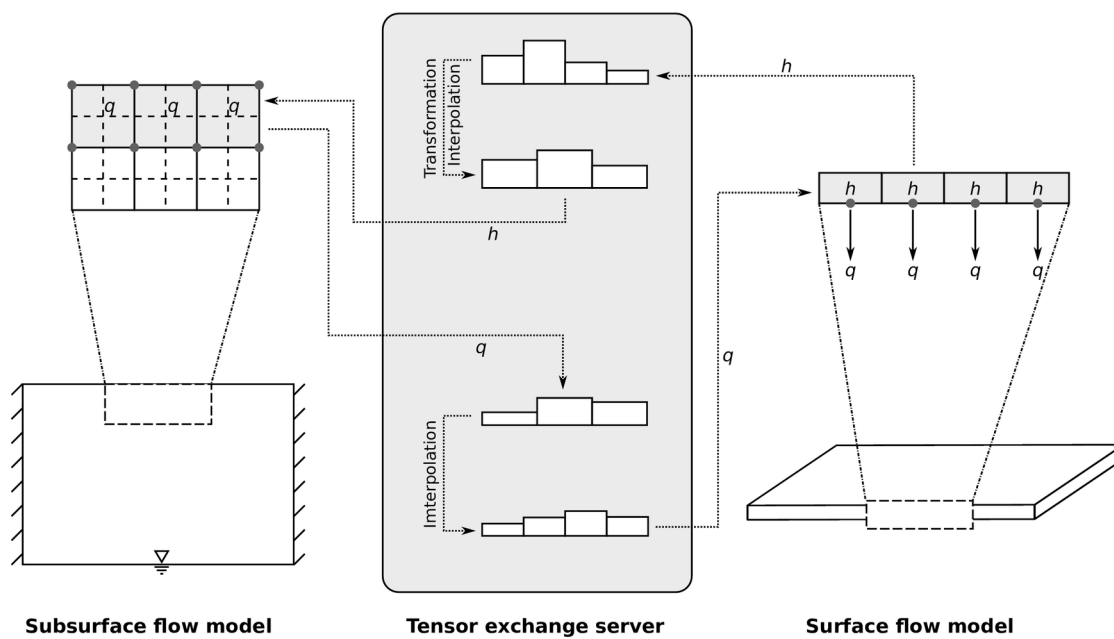 h
Transformation
Interpolation
q q q
h h h h
h
q q q q
q
q
Imterpolation
Subsurface flow model
Tensor exchange server
Surface flow model